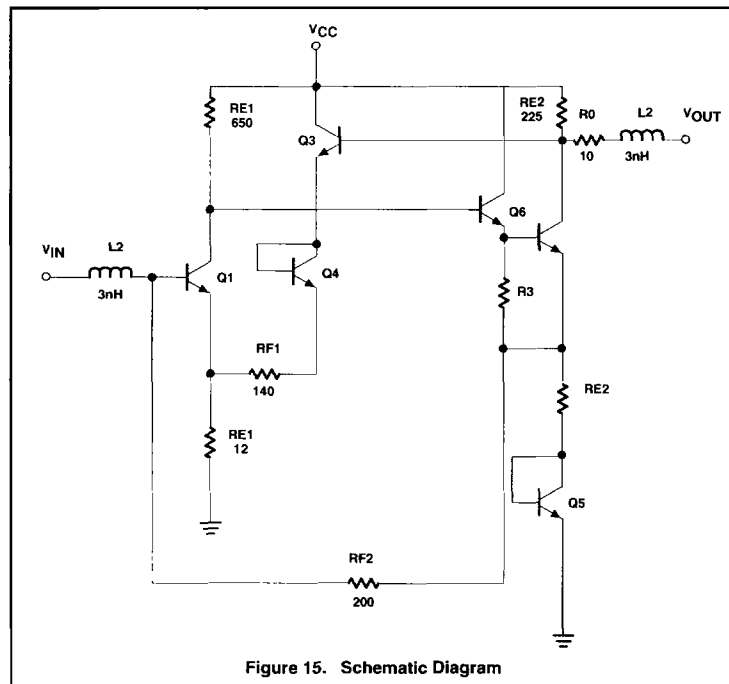 VCC
RE1
650
RE2
225
R0
10
L2
3nH
VOUT
Q3
Q6
VIN
L2
3nH
Q1
Q4
R3
RF1
140
RE2
RE1
12
Q5
RF2
200
Figure 15. Schematic Diagram